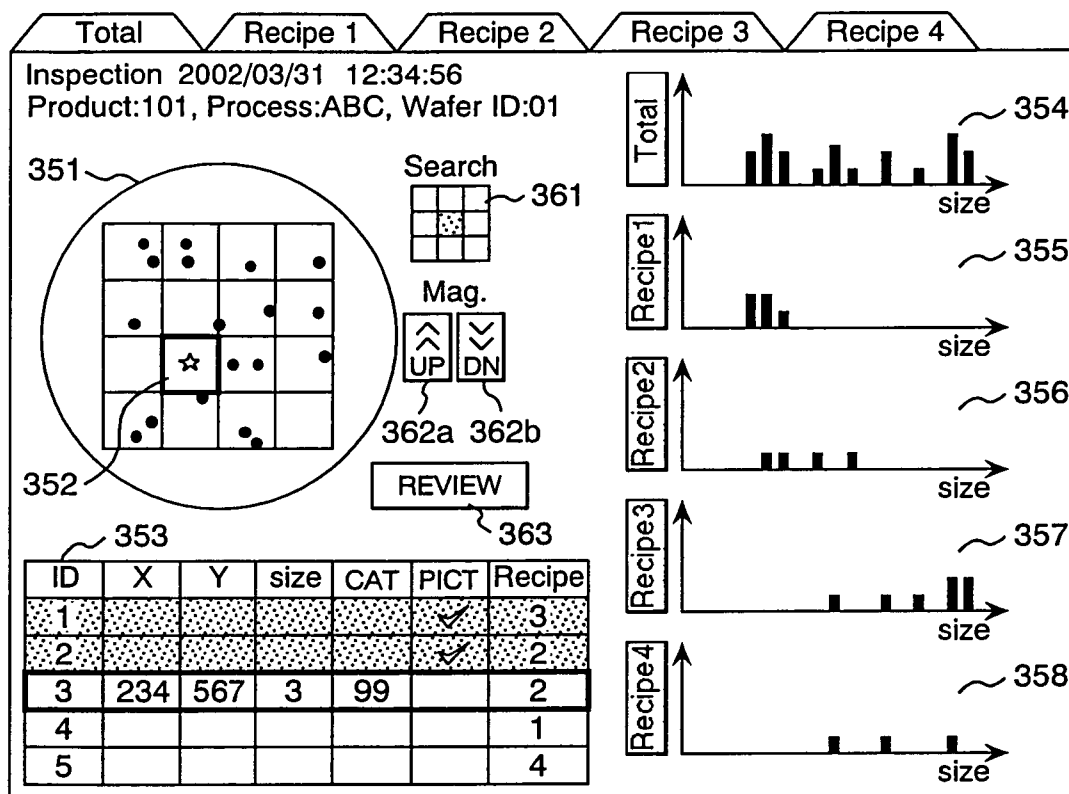 Total Recipe 1 Recipe 2 Recipe 3 Recipe 4
Inspection 2002/03/31 12:34:56
Product:101, Process:ABC, Wafer ID:01
351
352
Search
361
Mag.
UP DN
362a 362b
REVIEW
363
353
ID X Y size CAT PICT Recipe
1 3
2 2
3 234 567 3 99 2
4 1
5 4
Total
354
size
Recipe1
355
size
Recipe2
356
size
Recipe3
357
size
Recipe4
358
size